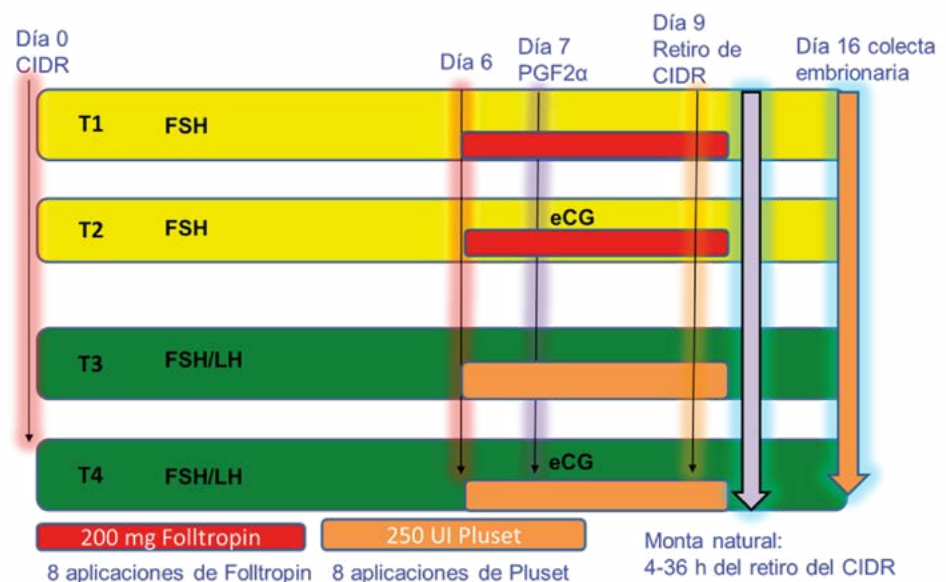 Día 0
CIDR
Día 6
Día 7
PGF2α
Día 9
Retiro de
CIDR
Día 16 colecta
embrionaria
T1 FSH
T2 FSH eCG
T3 FSH/LH
T4 FSH/LH eCG
200 mg Folltropin
250 UI Pluset
8 aplicaciones de Folltropin
8 aplicaciones de Pluset
Monta natural:
4-36 h del retiro del CIDR